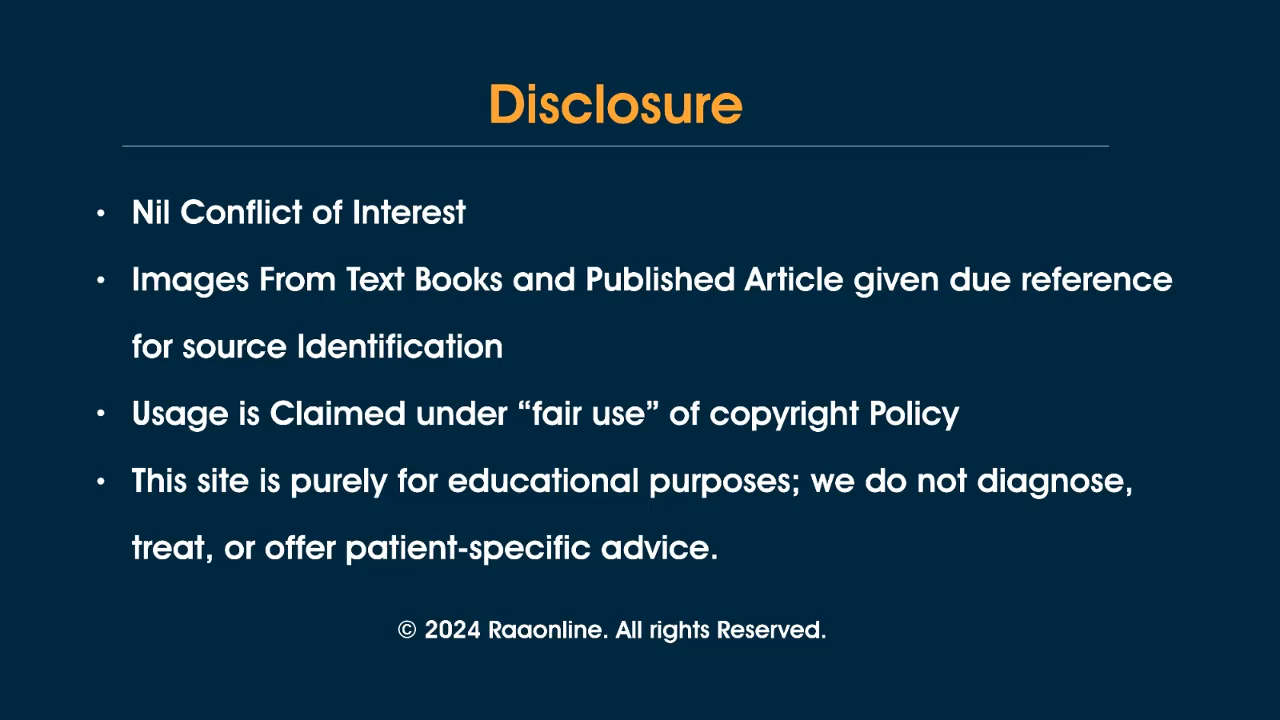 Disclosure
• Nil Conflict of Interest
• Images From Text Books and Published Article given due reference
for source Identification
• Usage is Claimed under “fair use” of copyright Policy
• This site is purely for educational purposes; we do not diagnose,
treat, or offer patient-specific advice.
© 2024 Raaonline. All rights Reserved.